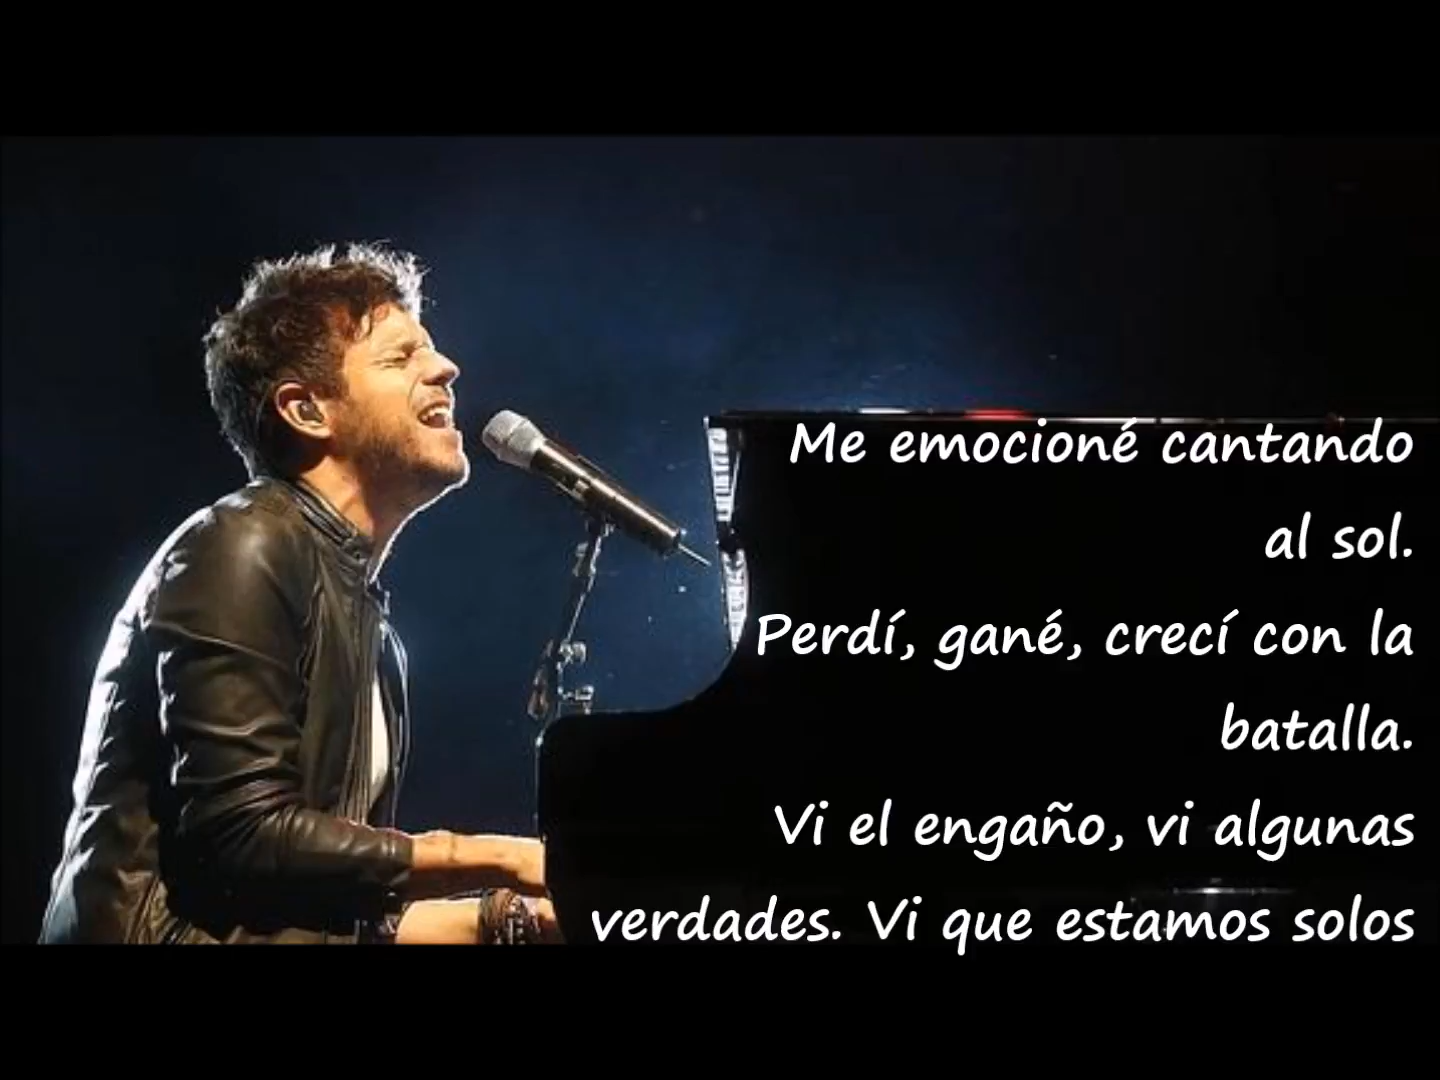 Me emocioné cantando
al sol.
Perdí, gané, crecí con la
batalla.
Vi el engaño, vi algunas
verdades. Vi que estamos solos